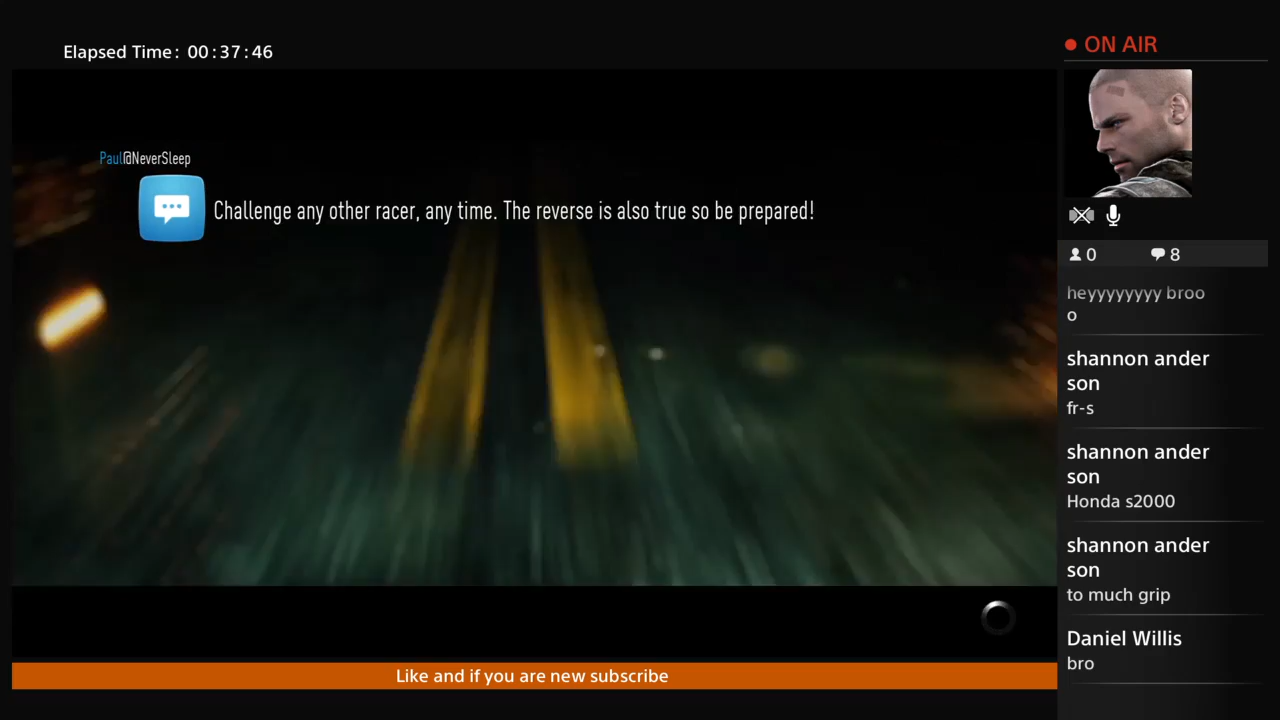 Elapsed Time: 00:37:46
ON AIR
Paul@NeverSleep
Challenge any other racer, any time. The reverse is also true so be prepared!
0
8
heyyyyyyyy broo
o
shannon ander
son
fr-s
shannon ander
son
Honda s2000
shannon ander
son
to much grip
Daniel Willis
bro
Like and if you are new subscribe